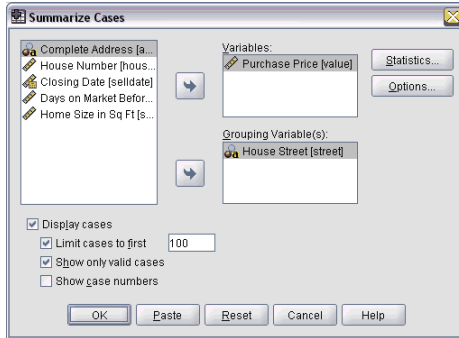 Summarize Cases
Complete Address [a...
House Number [hous...
Closing Date [selldate]
Days on Market Befor...
Home Size in Sq Ft [s...
Variables:
Purchase Price [value]
Statistics...
Options...
Grouping Variable(s):
House Street [street]
Display cases
Limit cases to first 100
Show only valid cases
Show case numbers
OK Paste Reset Cancel Help